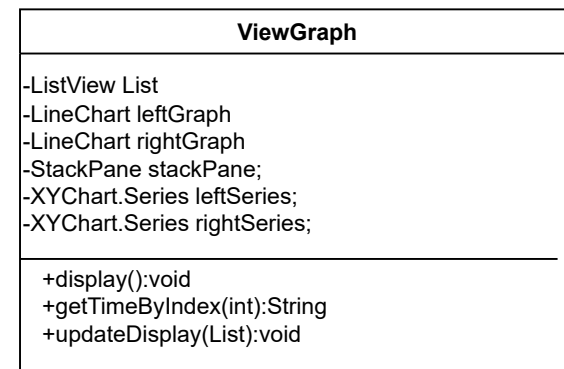 ViewGraph
-ListView List
-LineChart leftGraph
-LineChart rightGraph
-StackPane stackPane;
-XYChart.Series leftSeries;
-XYChart.Series rightSeries;
+display():void
+getTimeByIndex(int):String
+updateDisplay(List):void